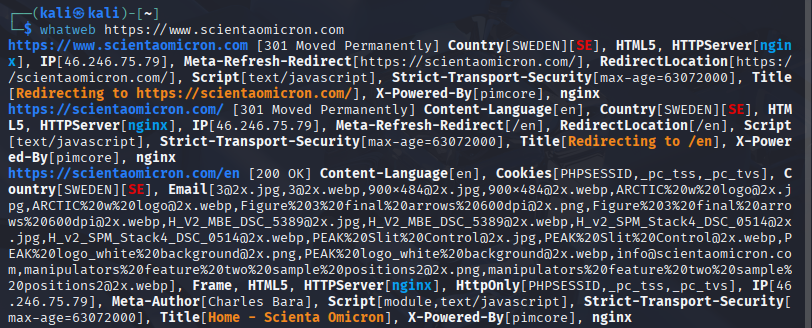 ┌──(kali㉿kali)-[~]
└─$ whatweb https://www.scientaomicron.com
https://www.scientaomicron.com [301 Moved Permanently] Country[SWEDEN][SE], HTML5, HTTPServer[ngin
x], IP[46.246.75.79], Meta-Refresh-Redirect[https://scientaomicron.com/], RedirectLocation[https:/
/scientaomicron.com/], Script[text/javascript], Strict-Transport-Security[max-age=63072000], Title
[Redirecting to https://scientaomicron.com/], X-Powered-By[pimcore], nginx
https://scientaomicron.com/ [301 Moved Permanently] Content-Language[en], Country[SWEDEN][SE], HTM
L5, HTTPServer[nginx], IP[46.246.75.79], Meta-Refresh-Redirect[/en], RedirectLocation[/en], Script
[text/javascript], Strict-Transport-Security[max-age=63072000], Title[Redirecting to /en], X-Power
ed-By[pimcore], nginx
https://scientaomicron.com/en [200 OK] Content-Language[en], Cookies[PHPSESSID,_pc_tss,_pc_tvs], C
ountry[SWEDEN][SE], Email[3@2x.jpg,3@2x.webp,900×484@2x.jpg,900×484@2x.webp,ARCTIC%20w%20logo@2x.j
pg,ARCTIC%20w%20logo@2x.webp,Figure%203%20final%20arrows%20600dpi@2x.png,Figure%203%20final%20arro
ws%20600dpi@2x.webp,H_V2_MBE_DSC_5389@2x.jpg,H_V2_MBE_DSC_5389@2x.webp,H_v2_SPM_Stack4_DSC_0514@2x
.jpg,H_v2_SPM_Stack4_DSC_0514@2x.webp,PEAK%20Slit%20Control@2x.jpg,PEAK%20Slit%20Control@2x.webp,P
EAK%20logo_white%20background@2x.png,PEAK%20logo_white%20background@2x.webp,info@scientaomicron.co
m,manipulators%20feature%20two%20sample%20positions2@2x.png,manipulators%20feature%20two%20sample%
20positions2@2x.webp], Frame, HTML5, HTTPServer[nginx], HttpOnly[PHPSESSID,_pc_tss,_pc_tvs], IP[46
.246.75.79], Meta-Author[Charles Bara], Script[module,text/javascript], Strict-Transport-Security[
max-age=63072000], Title[Home - Scienta Omicron], X-Powered-By[pimcore], nginx